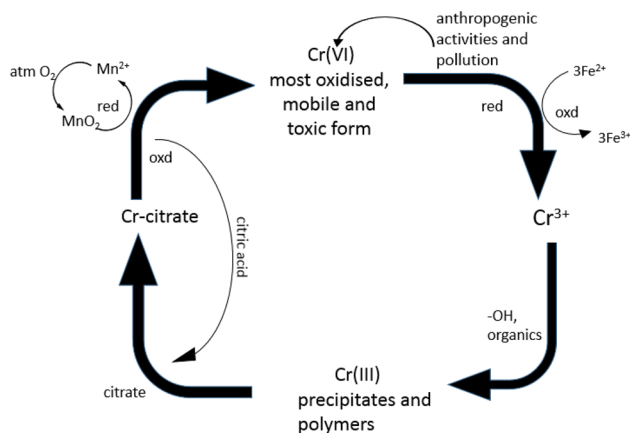 anthropogenic
activities and
pollution
Cr(VI)
most oxidised,
mobile and
toxic form
atm O₂
Mn²⁺
red
MnO₂
oxd
red
3Fe²⁺
oxd
3Fe³⁺
Cr-citrate
Cr³⁺
citric acid
-OH,
organics
citrate
Cr(III)
precipitates and
polymers